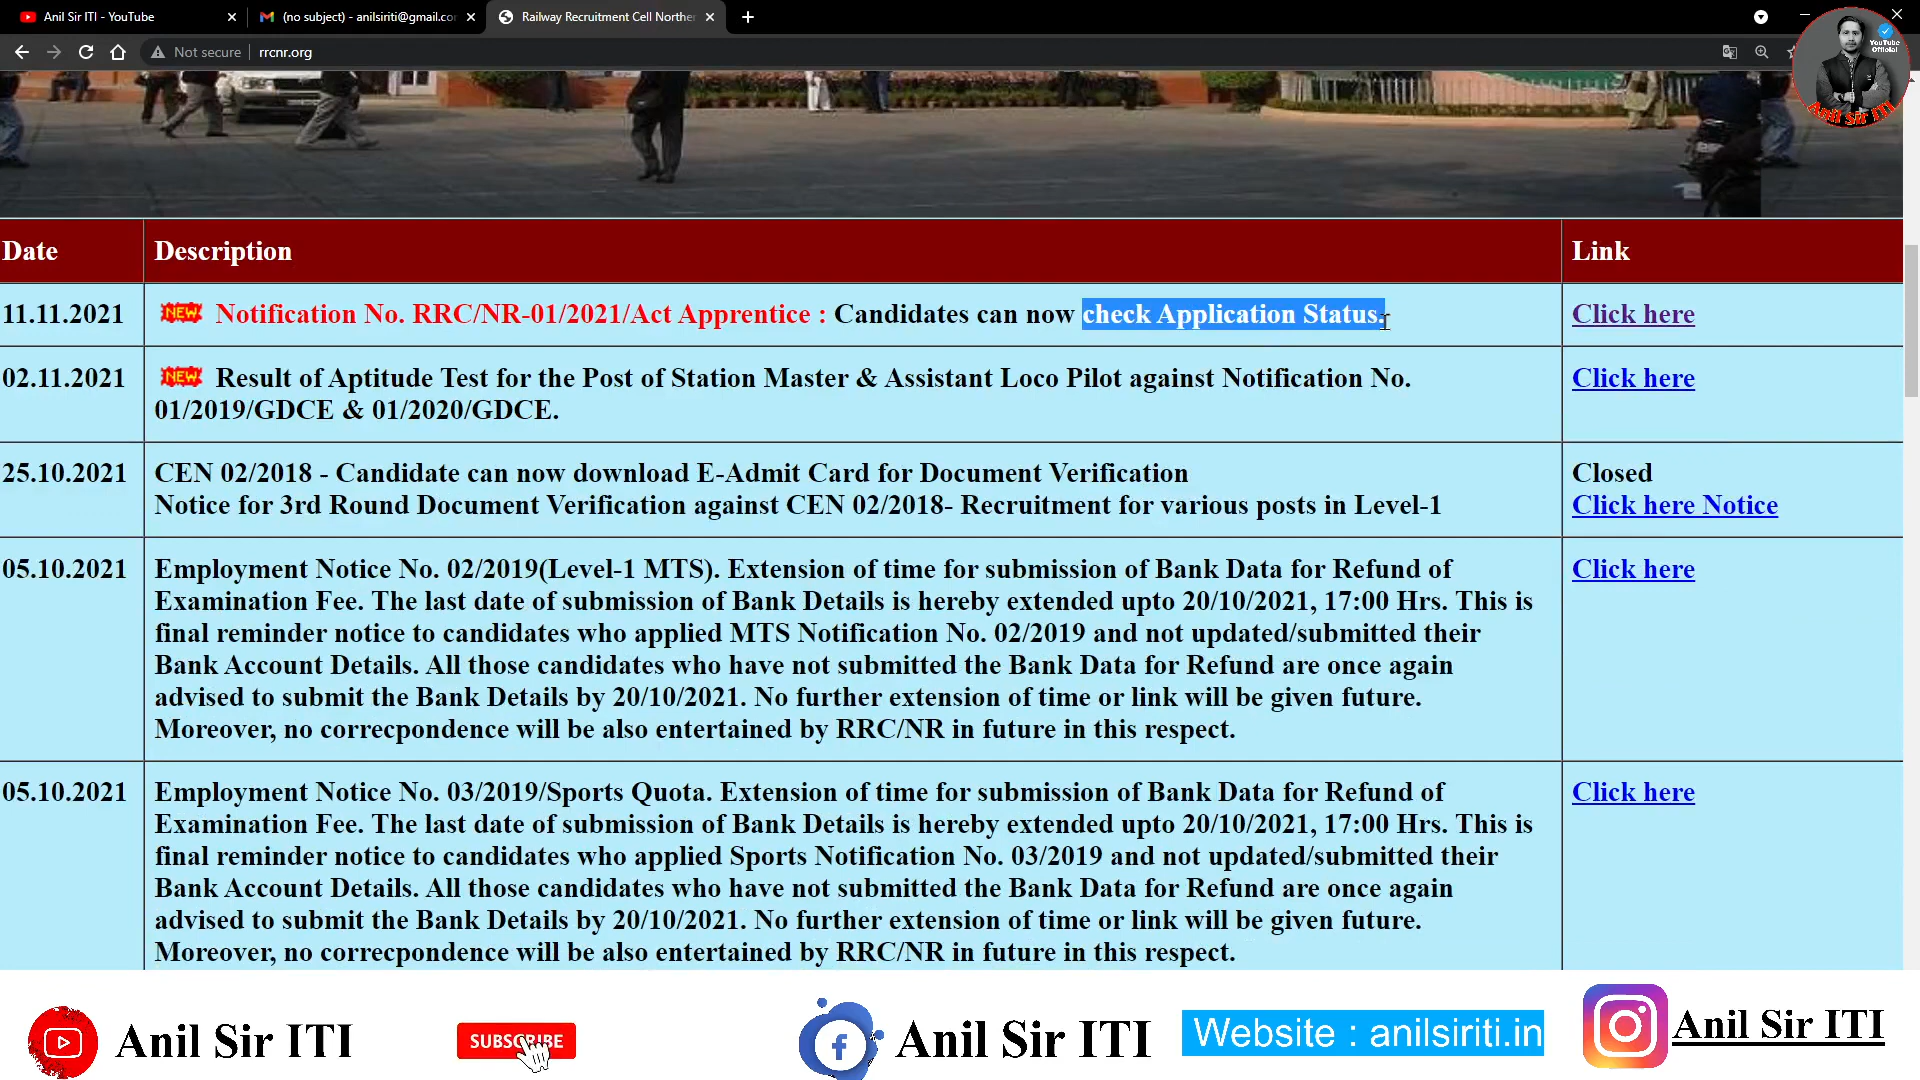 Anil Sir ITI - YouTube
(no subject) - anilsiriti@gmail.co
Railway Recruitment Cell Norther
Not secure
rrcnr.org
YouTube
Official
Anil Sir ITI
Date Description Link
11.11.2021 NEW Notification No. RRC/NR-01/2021/Act Apprentice : Candidates can now check Application Status. Click here
02.11.2021 NEW Result of Aptitude Test for the Post of Station Master & Assistant Loco Pilot against Notification No. Click here
01/2019/GDCE & 01/2020/GDCE.
25.10.2021 CEN 02/2018 - Candidate can now download E-Admit Card for Document Verification Closed
Notice for 3rd Round Document Verification against CEN 02/2018- Recruitment for various posts in Level-1 Click here Notice
05.10.2021 Employment Notice No. 02/2019(Level-1 MTS). Extension of time for submission of Bank Data for Refund of Click here
Examination Fee. The last date of submission of Bank Details is hereby extended upto 20/10/2021, 17:00 Hrs. This is
final reminder notice to candidates who applied MTS Notification No. 02/2019 and not updated/submitted their
Bank Account Details. All those candidates who have not submitted the Bank Data for Refund are once again
advised to submit the Bank Details by 20/10/2021. No further extension of time or link will be given future.
Moreover, no correcpondence will be also entertained by RRC/NR in future in this respect.
05.10.2021 Employment Notice No. 03/2019/Sports Quota. Extension of time for submission of Bank Data for Refund of Click here
Examination Fee. The last date of submission of Bank Details is hereby extended upto 20/10/2021, 17:00 Hrs. This is
final reminder notice to candidates who applied Sports Notification No. 03/2019 and not updated/submitted their
Bank Account Details. All those candidates who have not submitted the Bank Data for Refund are once again
advised to submit the Bank Details by 20/10/2021. No further extension of time or link will be given future.
Moreover, no correcpondence will be also entertained by RRC/NR in future in this respect.
Anil Sir ITI
SUBSCRIBE
Anil Sir ITI
Website : anilsiriti.in
Anil Sir ITI